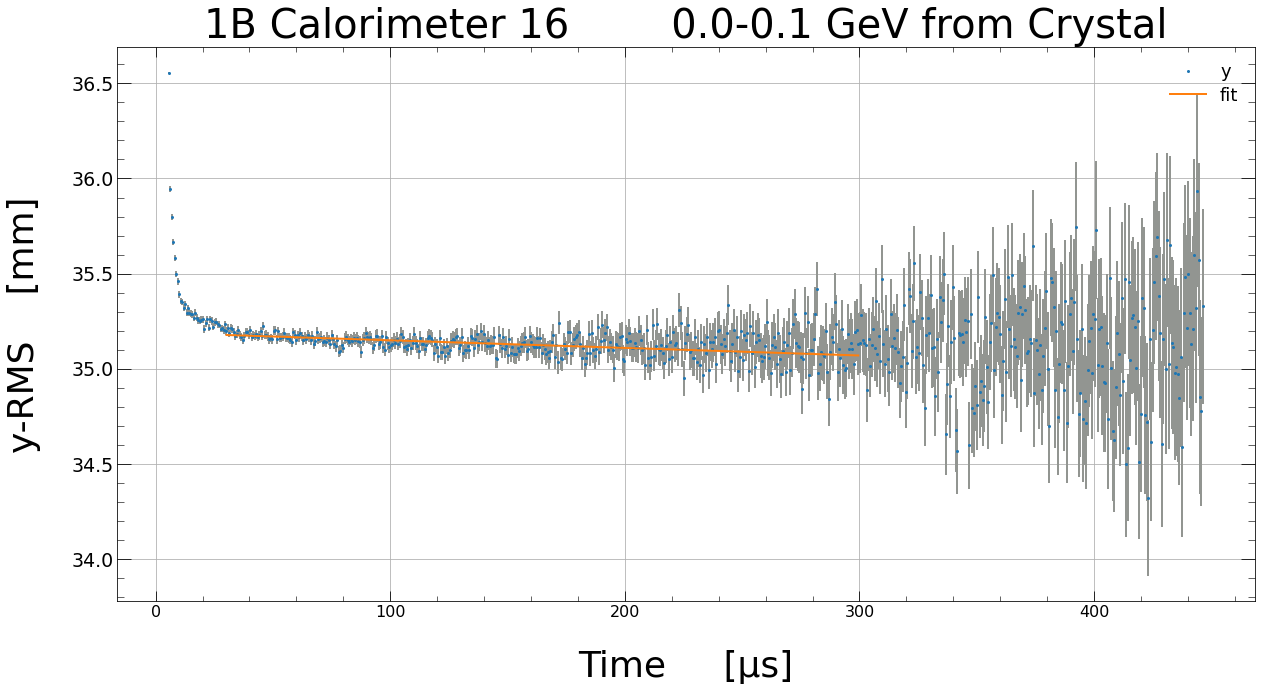 1B Calorimeter 16 0.0-0.1 GeV from Crystal
y
fit
y-RMS [mm]
36.5
36.0
35.5
35.0
34.5
34.0
0 100 200 300 400
Time [µs]